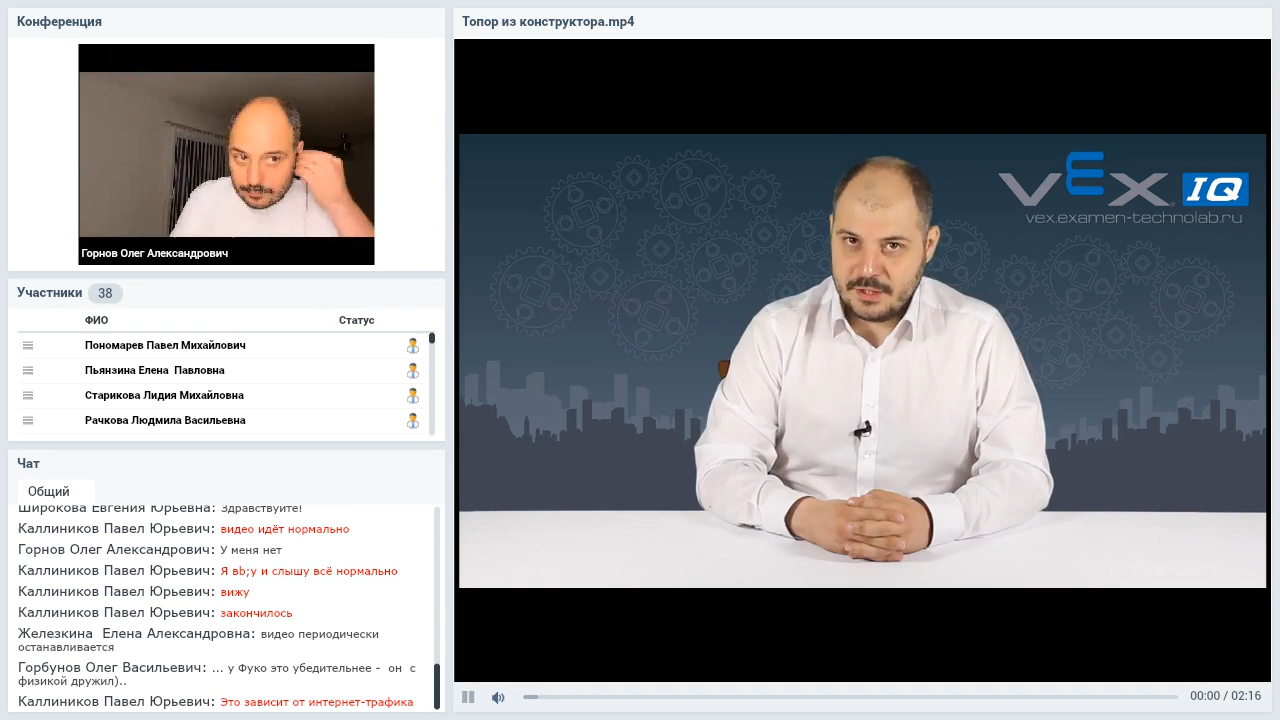 Конференция
Горнов Олег Александрович
Участники 38
ФИО Статус
Пономарев Павел Михайлович
Пьянзина Елена Павловна
Старикова Лидия Михайловна
Рачкова Людмила Васильевна
Чат
Общий
Широкова Евгения Юрьевна: Здравствуйте!
Каллиников Павел Юрьевич: видео идёт нормально
Горнов Олег Александрович: У меня нет
Каллиников Павел Юрьевич: Я вb;у и слышу всё нормально
Каллиников Павел Юрьевич: вижу
Каллиников Павел Юрьевич: закончилось
Железкина Елена Александровна: видео периодически
останавливается
Горбунов Олег Васильевич: ... у Фуко это убедительнее - он с
физикой дружил)..
Каллиников Павел Юрьевич: Это зависит от интернет-трафика
Топор из конструктора.mp4
VEX IQ
vex.examen-technolab.ru
00:00 / 02:16